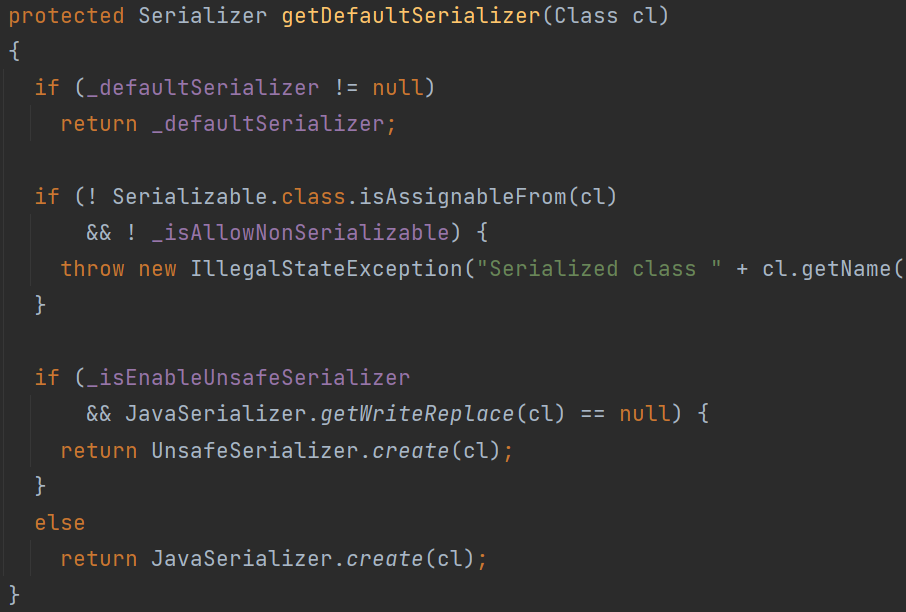 protected Serializer getDefaultSerializer(Class cl)
{
if (_defaultSerializer != null)
return _defaultSerializer;
if (! Serializable.class.isAssignableFrom(cl)
&& ! _isAllowNonSerializable) {
throw new IllegalStateException("Serialized class " + cl.getName(
}
if (_isEnableUnsafeSerializer
&& JavaSerializer.getWriteReplace(cl) == null) {
return UnsafeSerializer.create(cl);
}
else
return JavaSerializer.create(cl);
}